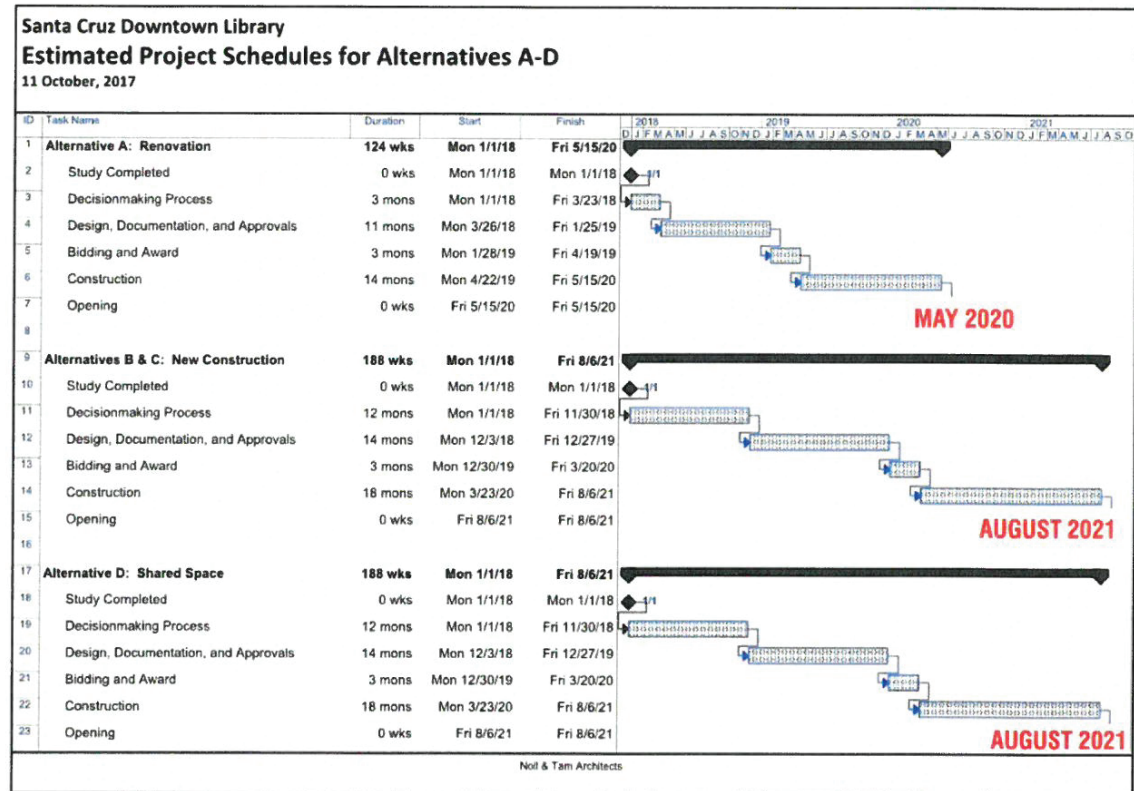 Santa Cruz Downtown Library
Estimated Project Schedules for Alternatives A-D
11 October, 2017
ID Task Name Duration Start Finish 2018 2019 2020 2021
D J F M A M J J A S O N D J F M A M J J A S O N D J F M A M J J A S O N D J F M A M J J A S O
1 Alternative A: Renovation 124 wks Mon 1/1/18 Fri 5/15/20
2 Study Completed 0 wks Mon 1/1/18 Mon 1/1/18 1/1
3 Decisionmaking Process 3 mons Mon 1/1/18 Fri 3/23/18
4 Design, Documentation, and Approvals 11 mons Mon 3/26/18 Fri 1/25/19
5 Bidding and Award 3 mons Mon 1/28/19 Fri 4/19/19
6 Construction 14 mons Mon 4/22/19 Fri 5/15/20
7 Opening 0 wks Fri 5/15/20 Fri 5/15/20
MAY 2020
8
9 Alternatives B & C: New Construction 188 wks Mon 1/1/18 Fri 8/6/21
10 Study Completed 0 wks Mon 1/1/18 Mon 1/1/18 1/1
11 Decisionmaking Process 12 mons Mon 1/1/18 Fri 11/30/18
12 Design, Documentation, and Approvals 14 mons Mon 12/3/18 Fri 12/27/19
13 Bidding and Award 3 mons Mon 12/30/19 Fri 3/20/20
14 Construction 18 mons Mon 3/23/20 Fri 8/6/21
15 Opening 0 wks Fri 8/6/21 Fri 8/6/21
AUGUST 2021
16
17 Alternative D: Shared Space 188 wks Mon 1/1/18 Fri 8/6/21
18 Study Completed 0 wks Mon 1/1/18 Mon 1/1/18 1/1
19 Decisionmaking Process 12 mons Mon 1/1/18 Fri 11/30/18
20 Design, Documentation, and Approvals 14 mons Mon 12/3/18 Fri 12/27/19
21 Bidding and Award 3 mons Mon 12/30/19 Fri 3/20/20
22 Construction 18 mons Mon 3/23/20 Fri 8/6/21
23 Opening 0 wks Fri 8/6/21 Fri 8/6/21
AUGUST 2021
Noll & Tam Architects